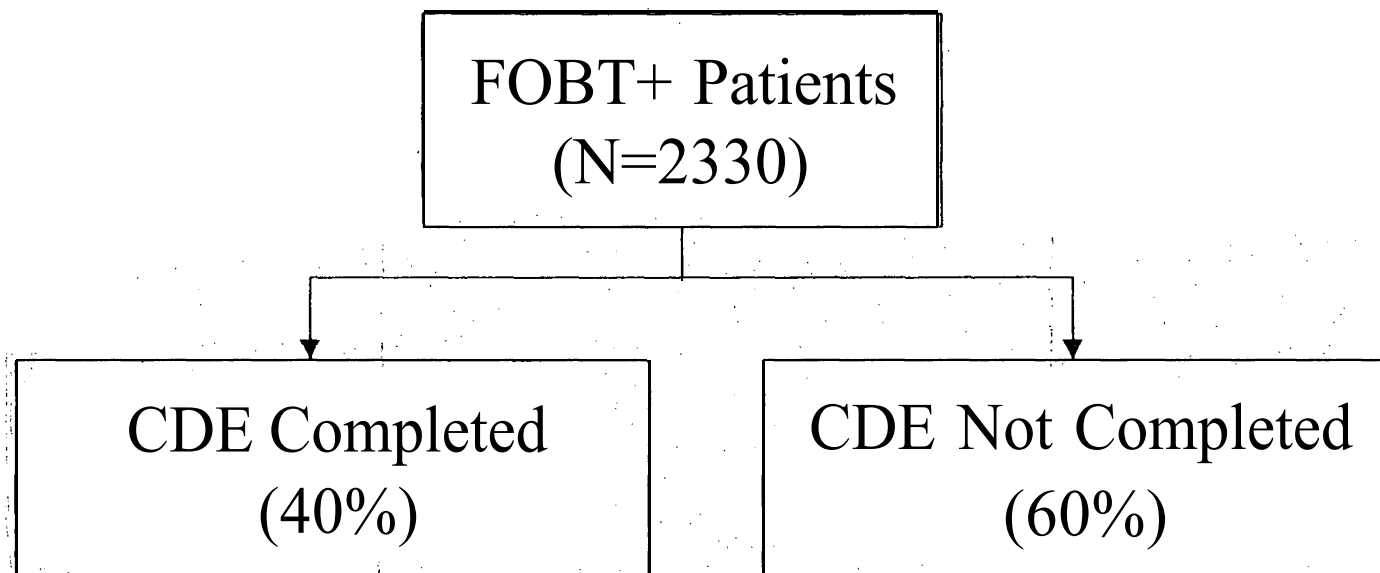 FOBT+ Patients
(N=2330)
CDE Completed
(40%)
CDE Not Completed
(60%)